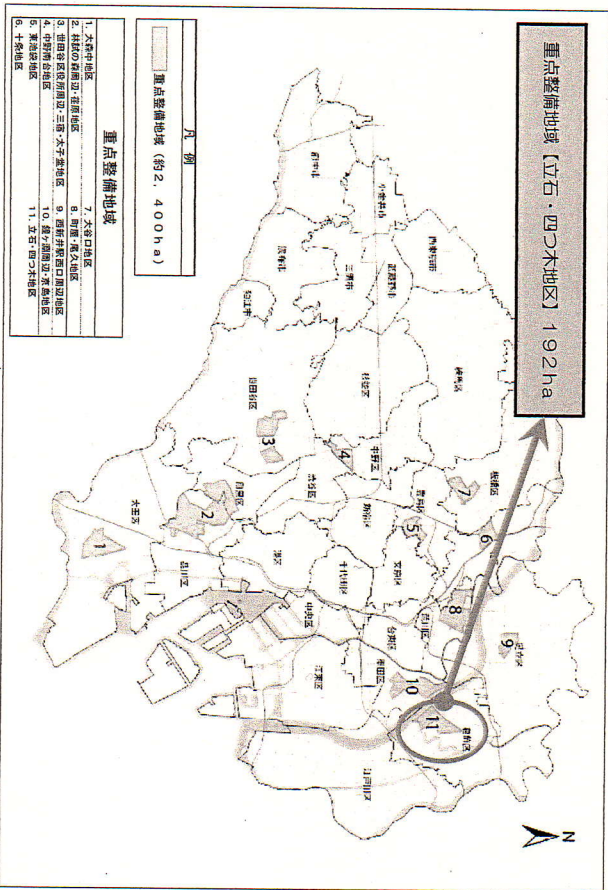 重点整備地域【立石・四つ木地区】192ha
N
凡例
重点整備地域（約2，400ha）
重点整備地域
1．大森中地区
2．林試の森周辺・荏原地区
3．世田谷区役所周辺・三宿・太子堂地区
4．中野南台地区
5．東池袋地区
6．十条地区
7．大谷口地区
8．町屋・尾久地区
9．西新井駅西口周辺地区
10．鐘ヶ淵周辺・京島地区
11．立石・四つ木地区
西東京市
小金井市
武蔵野市
三鷹市
府中市
調布市
狛江市
練馬区
板橋区
7
6
足立区
9
杉並区
中野区
4
豊島区
5
新宿区
文京区
荒川区
8
台東区
墨田区
10
葛飾区
11
世田谷区
3
渋谷区
千代田区
中央区
江東区
江戸川区
目黒区
2
港区
品川区
大田区
1